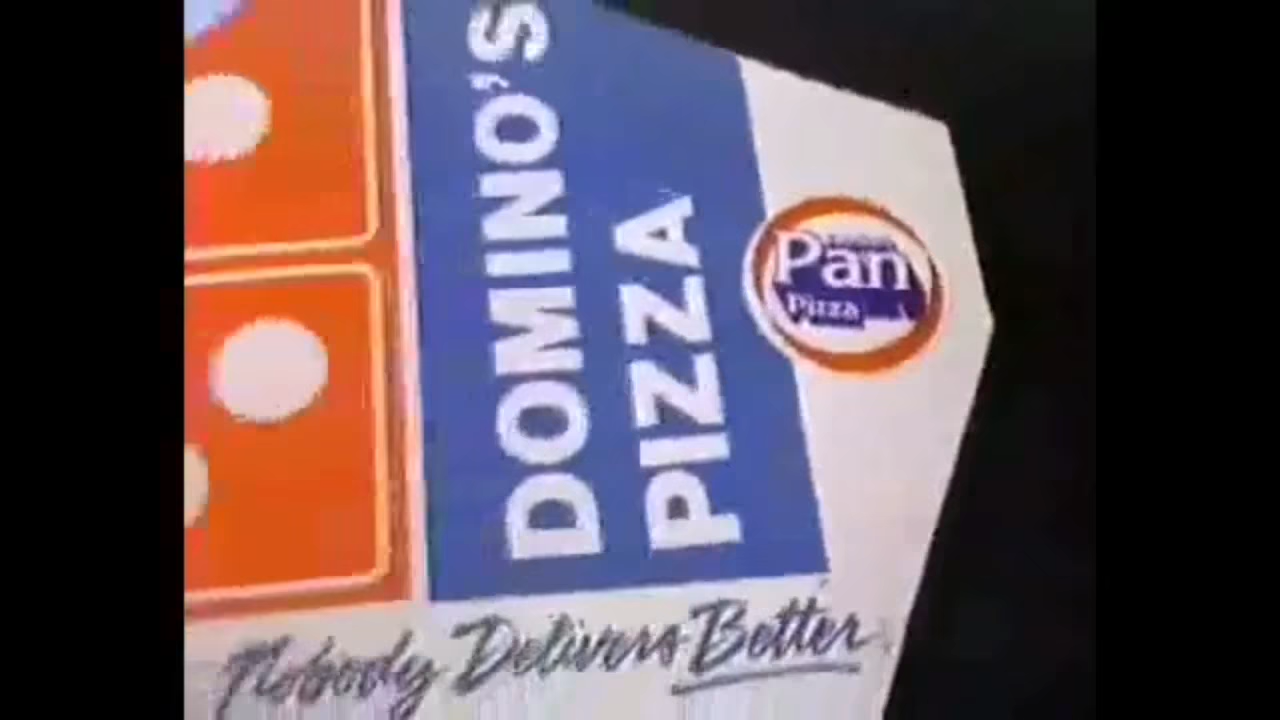 DOMINO'S
PIZZA
Pan
Pizza
Nobody Delivers Better